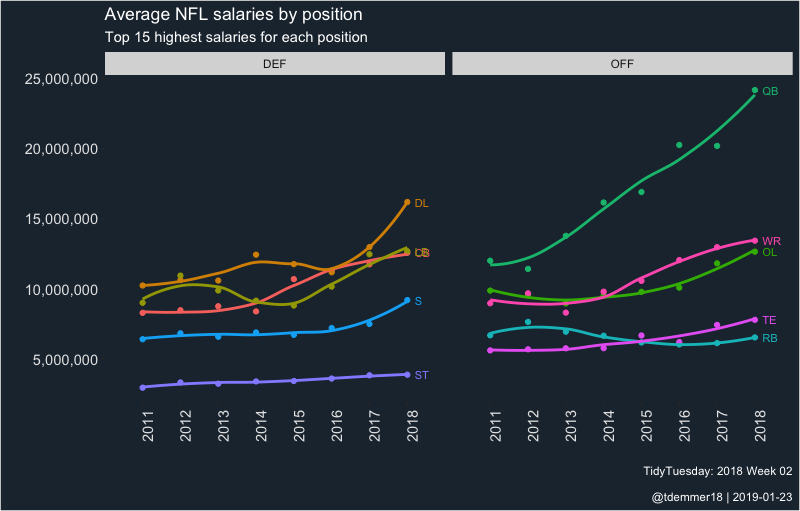 Average NFL salaries by position
Top 15 highest salaries for each position
DEF
OFF
25,000,000
20,000,000
15,000,000
10,000,000
5,000,000
DL
S
ST
QB
WR
OL
TE
RB
2011 2012 2013 2014 2015 2016 2017 2018
2011 2012 2013 2014 2015 2016 2017 2018
TidyTuesday: 2018 Week 02
@tdemmer18 | 2019-01-23